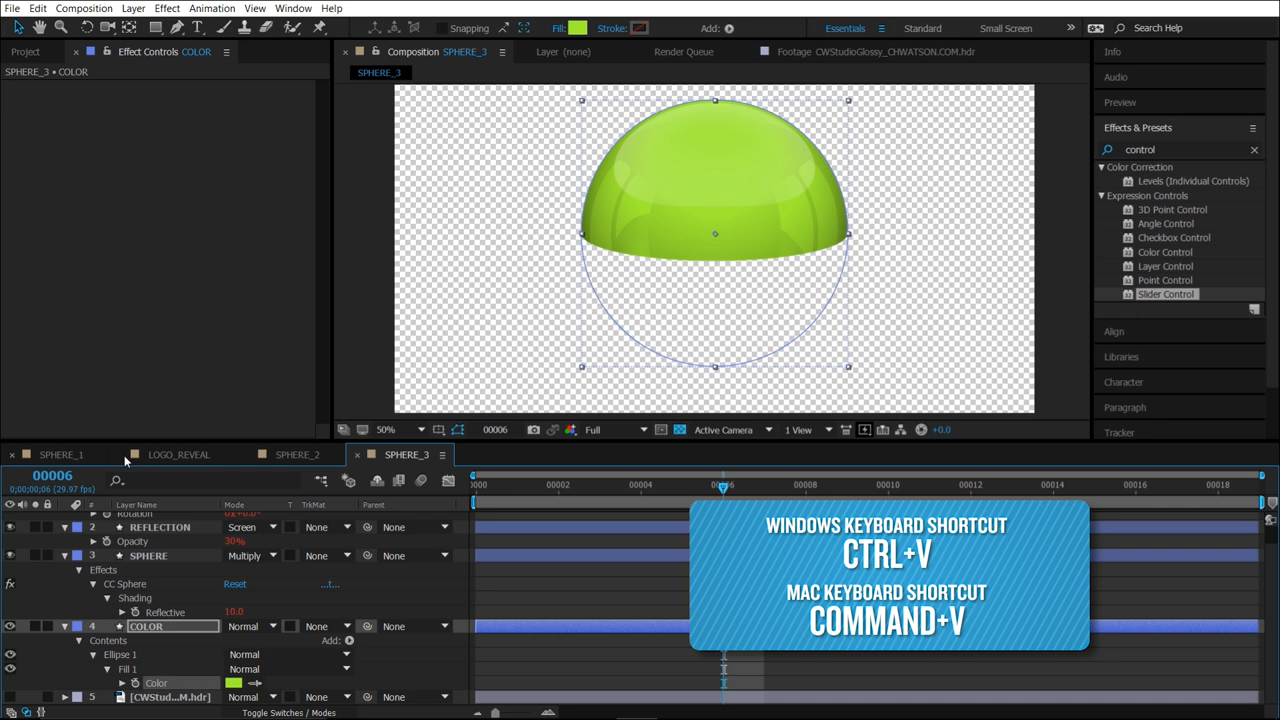 File Edit Composition Layer Effect Animation View Window Help
Snapping Fill: Stroke: Add: Essentials Standard Small Screen » Search Help
Project × Effect Controls COLOR ≡ × Composition SPHERE_3 ≡ Layer (none) Render Queue Footage CWStudioGlossy_CHWATSON.COM.hdr Info
SPHERE_3 • COLOR SPHERE_3
Audio
Preview
Effects & Presets ≡
control
Color Correction
Levels (Individual Controls)
Expression Controls
3D Point Control
Angle Control
Checkbox Control
Color Control
Layer Control
Point Control
Slider Control
Align
Libraries
Character
Paragraph
Tracker
50% 00006 Full Active Camera 1 View +0.0
× SPHERE_1 LOGO_REVEAL SPHERE_2 × SPHERE_3 ≡
00006
0;00;00;06 (29.97 fps)
0000 00002 00004 00006 00008 00010 00012 00014 00016 00018
# Layer Name Mode T TrkMat Parent
Rotation 0x+0.0°
2 REFLECTION Screen None None
Opacity 30%
3 SPHERE Multiply None None
Effects
fx CC Sphere Reset
Shading
Reflective 10.0
4 COLOR Normal None None
Contents Add:
Ellipse 1 Normal
Fill 1 Normal
Color
5 [CWStud...M.hdr] Normal None None
Toggle Switches / Modes
WINDOWS KEYBOARD SHORTCUT
CTRL+V
MAC KEYBOARD SHORTCUT
COMMAND+V